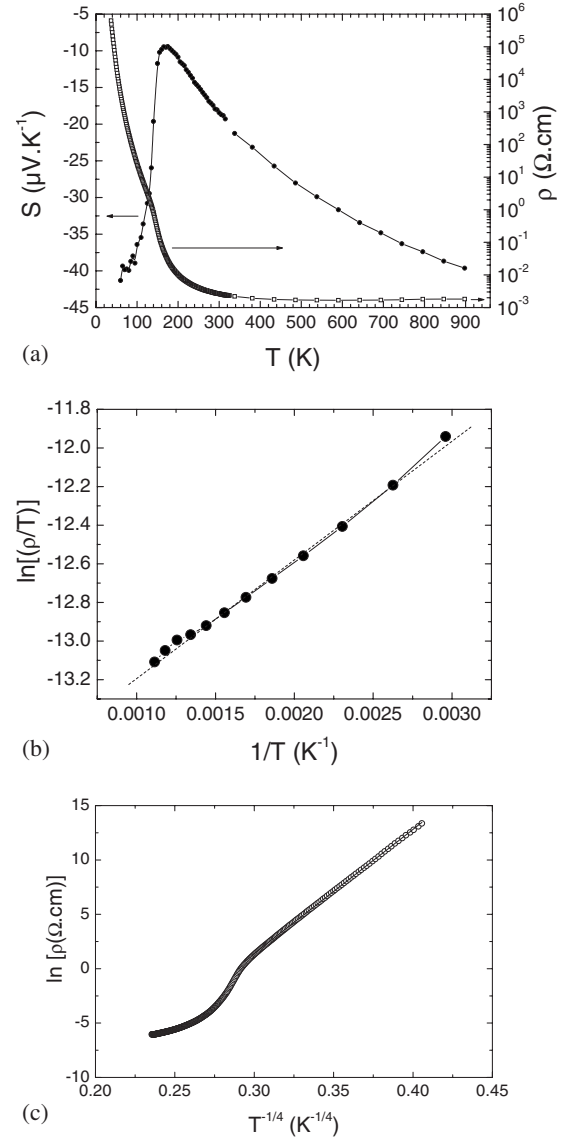 -5
-10
-15
-20
-25
-30
-35
-40
-45
S (µV.K⁻¹)
10⁶
10⁵
10⁴
10³
10²
10¹
10⁰
10⁻¹
10⁻²
10⁻³
ρ (Ω.cm)
0 100 200 300 400 500 600 700 800 900
T (K)
(a)
-11.8
-12.0
-12.2
-12.4
-12.6
-12.8
-13.0
-13.2
ln[(ρ/T)]
0.0010 0.0015 0.0020 0.0025 0.0030
1/T (K⁻¹)
(b)
15
10
5
0
-5
-10
ln [ρ(Ω.cm)]
0.20 0.25 0.30 0.35 0.40 0.45
T⁻¹/⁴ (K⁻¹/⁴)
(c)